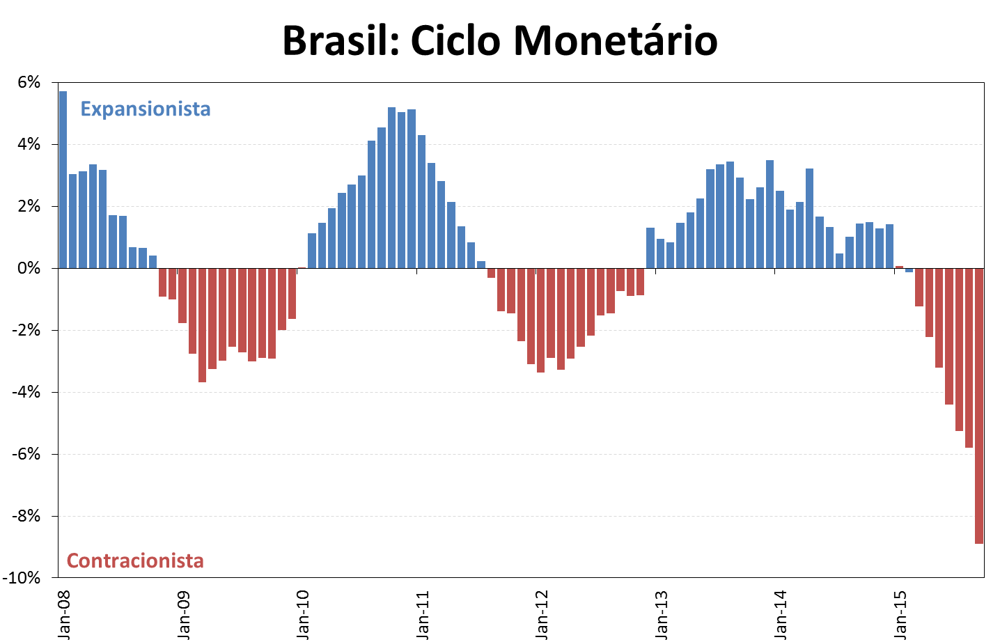 Brasil: Ciclo Monetário
6%
Expansionista
4%
2%
0%
-2%
-4%
-6%
-8%
Contracionista
-10%
Jan-08
Jan-09
Jan-10
Jan-11
Jan-12
Jan-13
Jan-14
Jan-15